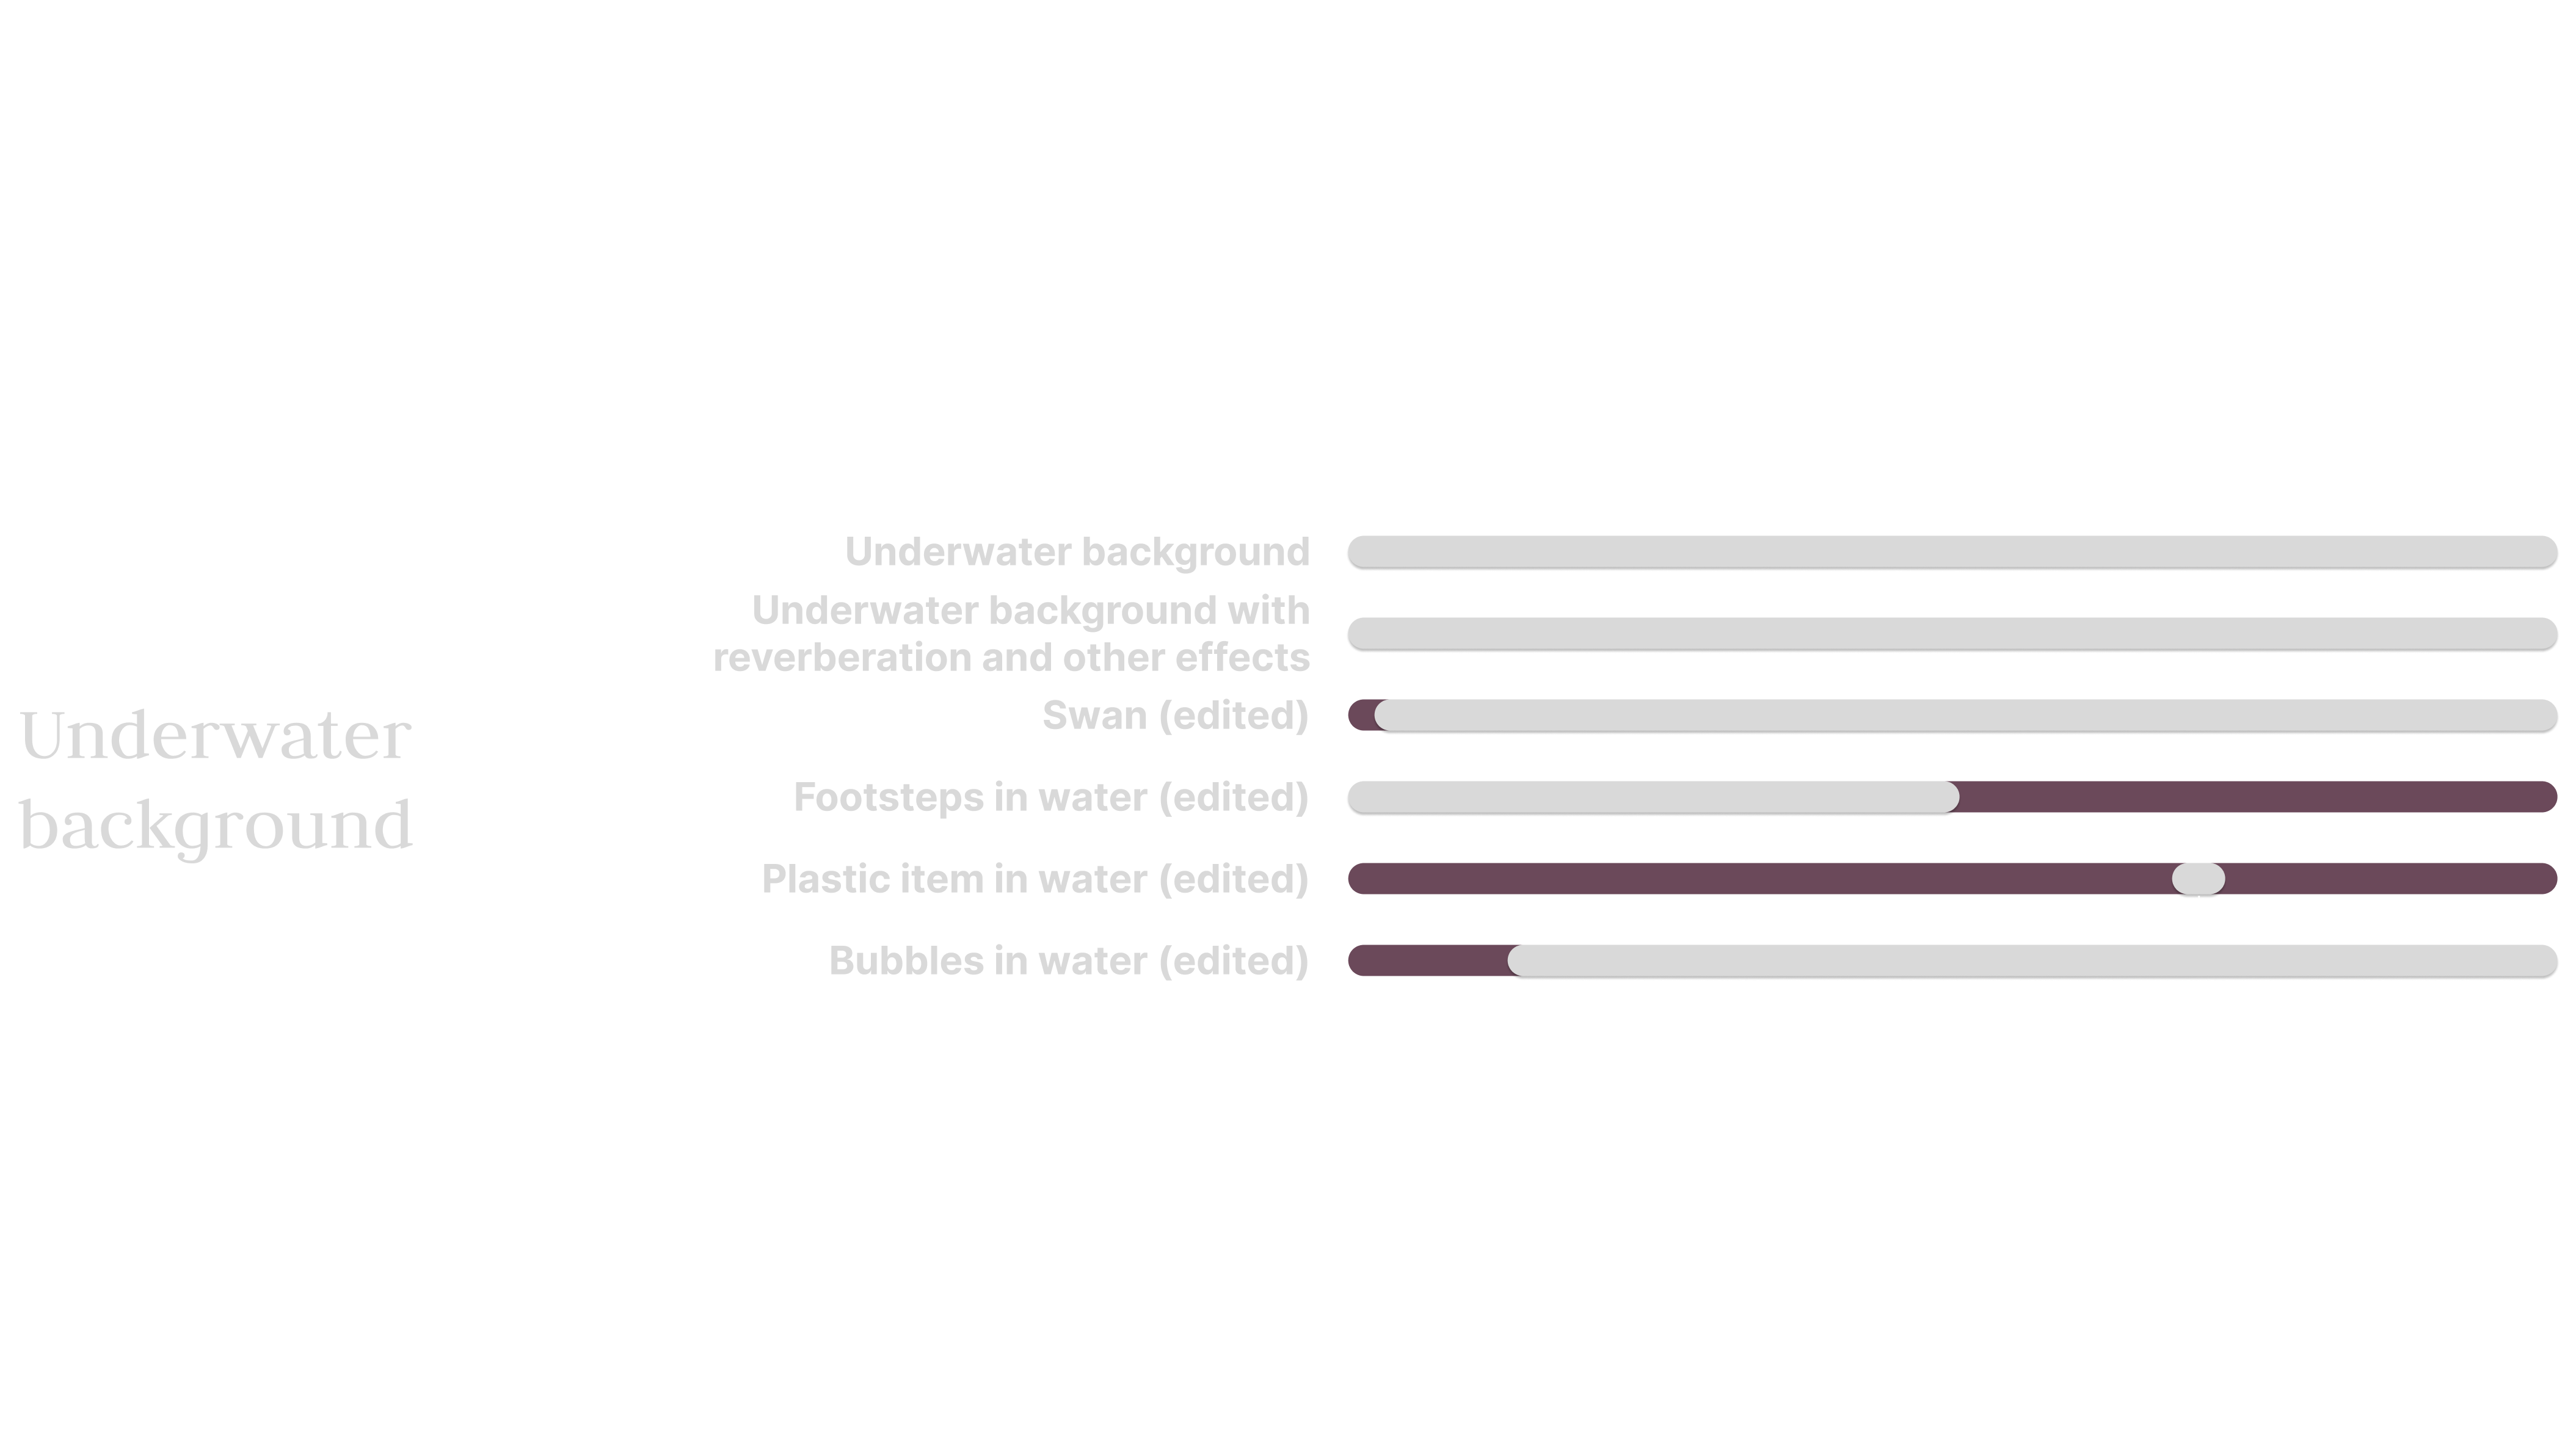 Underwater
background
Underwater background
Underwater background with
reverberation and other effects
Swan (edited)
Footsteps in water (edited)
Plastic item in water (edited)
Bubbles in water (edited)